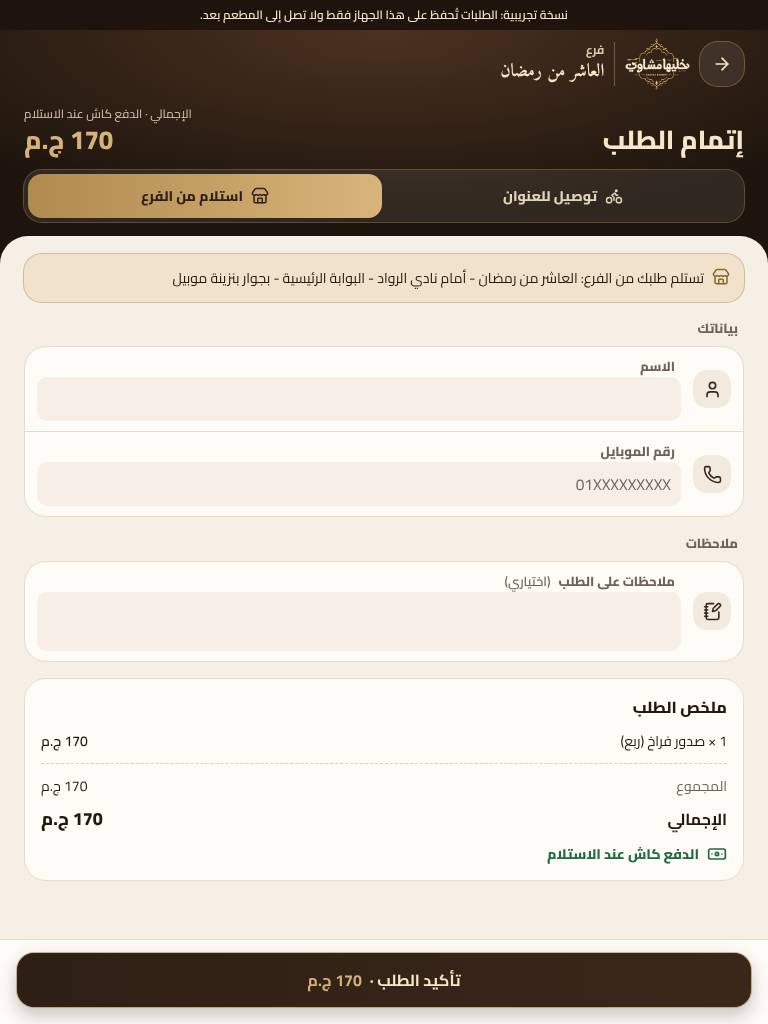 نسخة تجريبية: الطلبات تُحفظ على هذا الجهاز فقط ولا تصل إلى المطعم بعد.
خليها مشاوي
فرع
العاشر من رمضان
الإجمالي · الدفع كاش عند الاستلام
إتمام الطلب
170 ج.م
توصيل للعنوان
استلام من الفرع
تستلم طلبك من الفرع: العاشر من رمضان - أمام نادي الرواد - البوابة الرئيسية - بجوار بنزينة موبيل
بياناتك
الاسم
رقم الموبايل
01XXXXXXXXX
ملاحظات
ملاحظات على الطلب (اختياري)
ملخص الطلب
1 × صدور فراخ (ربع) 170 ج.م
المجموع 170 ج.م
الإجمالي 170 ج.م
الدفع كاش عند الاستلام
تأكيد الطلب · 170 ج.م